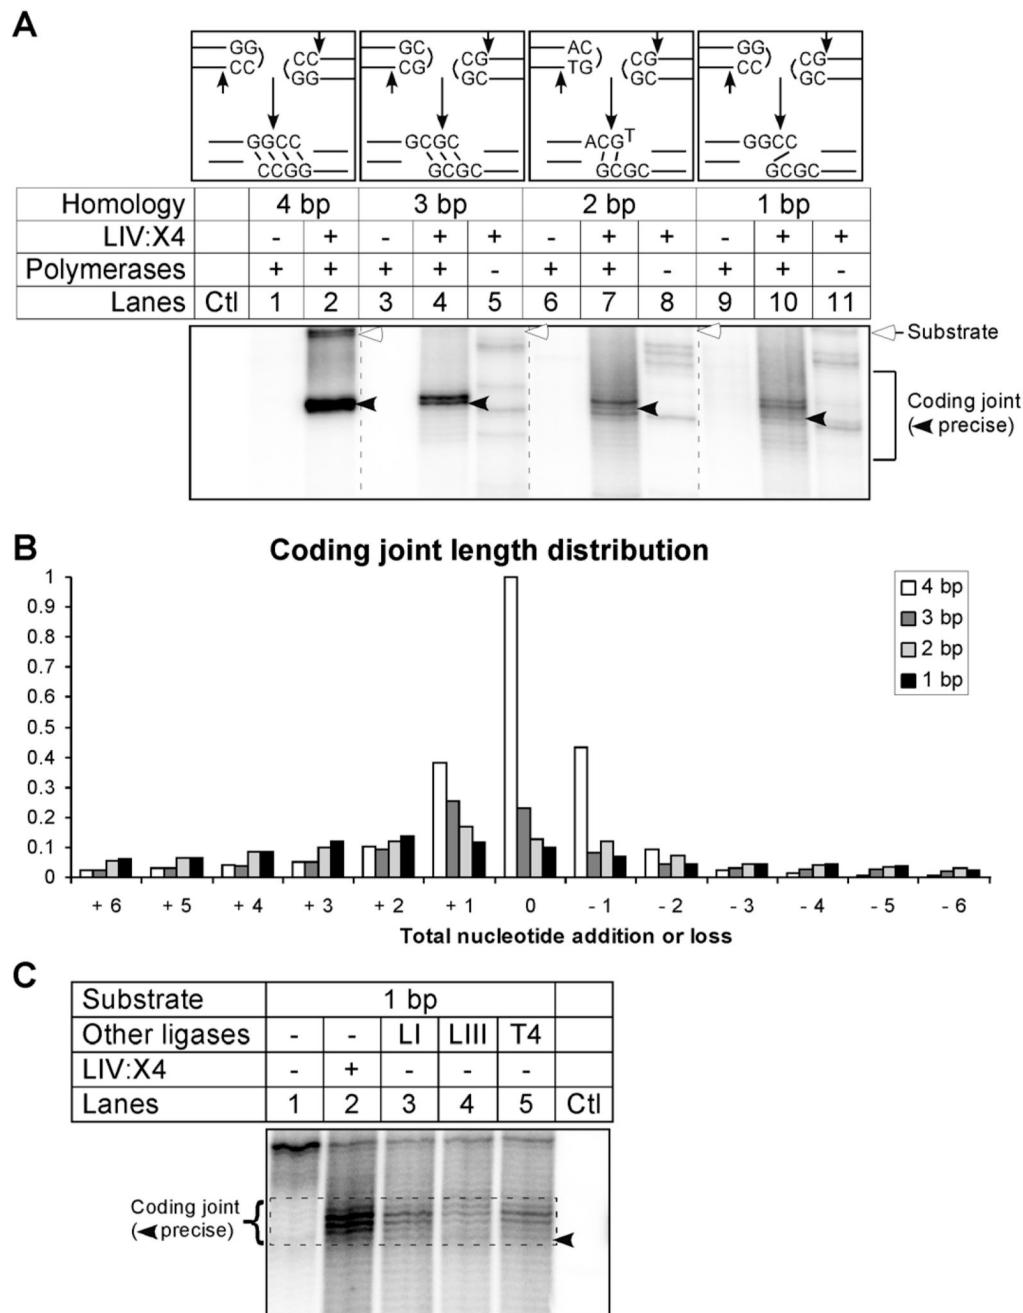 A
GG GC AC GG
CC CG TG CC
CC CG CG CG
GG GC GC GC
GGCC GCGC ACGT GGCC
CCGG GCGC GCGC GCGC
Homology 4 bp 3 bp 2 bp 1 bp
LIV:X4 - + - + + - + + - + +
Polymerases + + + + - + + - + + -
Lanes Ctl 1 2 3 4 5 6 7 8 9 10 11
Substrate
Coding joint
( precise)
B
Coding joint length distribution
1
0.9
0.8
0.7
0.6
0.5
0.4
0.3
0.2
0.1
0
4 bp
3 bp
2 bp
1 bp
+ 6 + 5 + 4 + 3 + 2 + 1 0 - 1 - 2 - 3 - 4 - 5 - 6
Total nucleotide addition or loss
C
Substrate 1 bp
Other ligases - - LI LIII T4
LIV:X4 - + - - -
Lanes 1 2 3 4 5 Ctl
Coding joint
( precise)